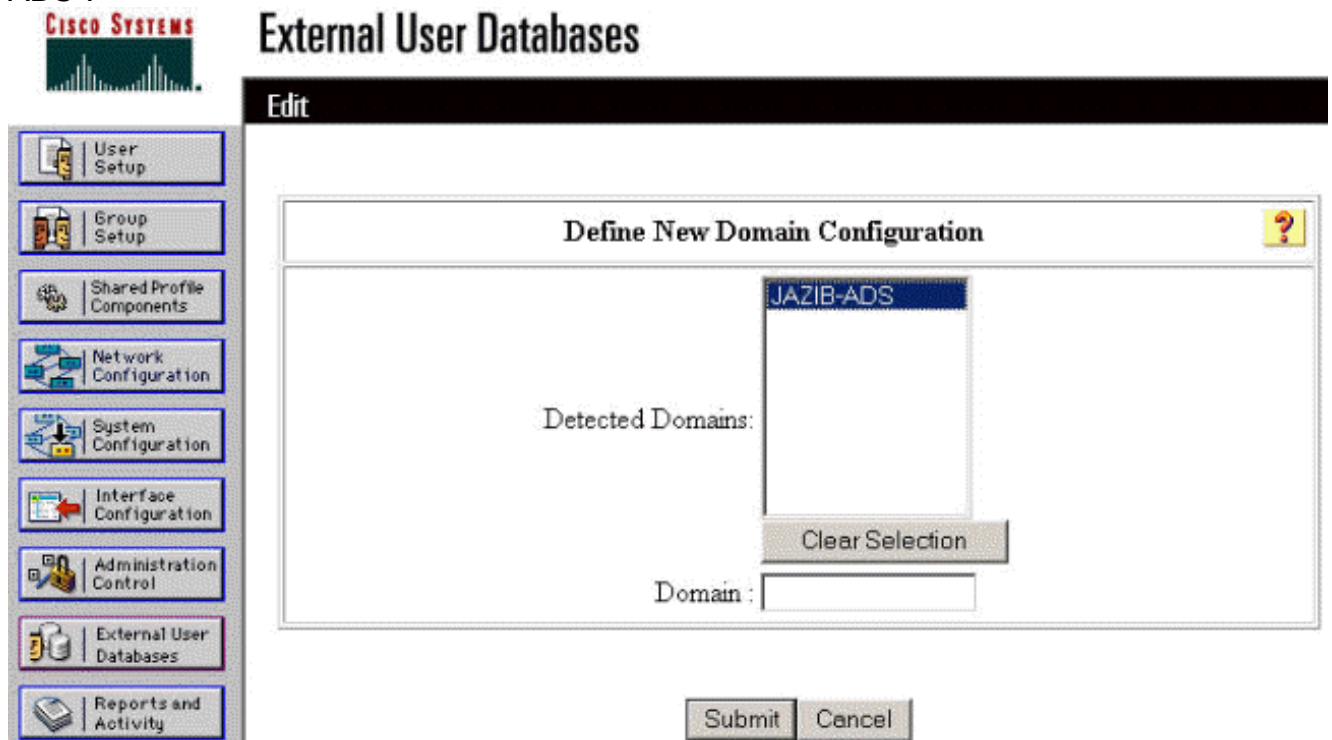 CISCO SYSTEMS
External User Databases
Edit
User
Setup
Group
Setup
Shared Profile
Components
Network
Configuration
System
Configuration
Interface
Configuration
Administration
Control
External User
Databases
Reports and
Activity
Define New Domain Configuration
?
JAZIB-ADS
Detected Domains:
Clear Selection
Domain :
Submit
Cancel